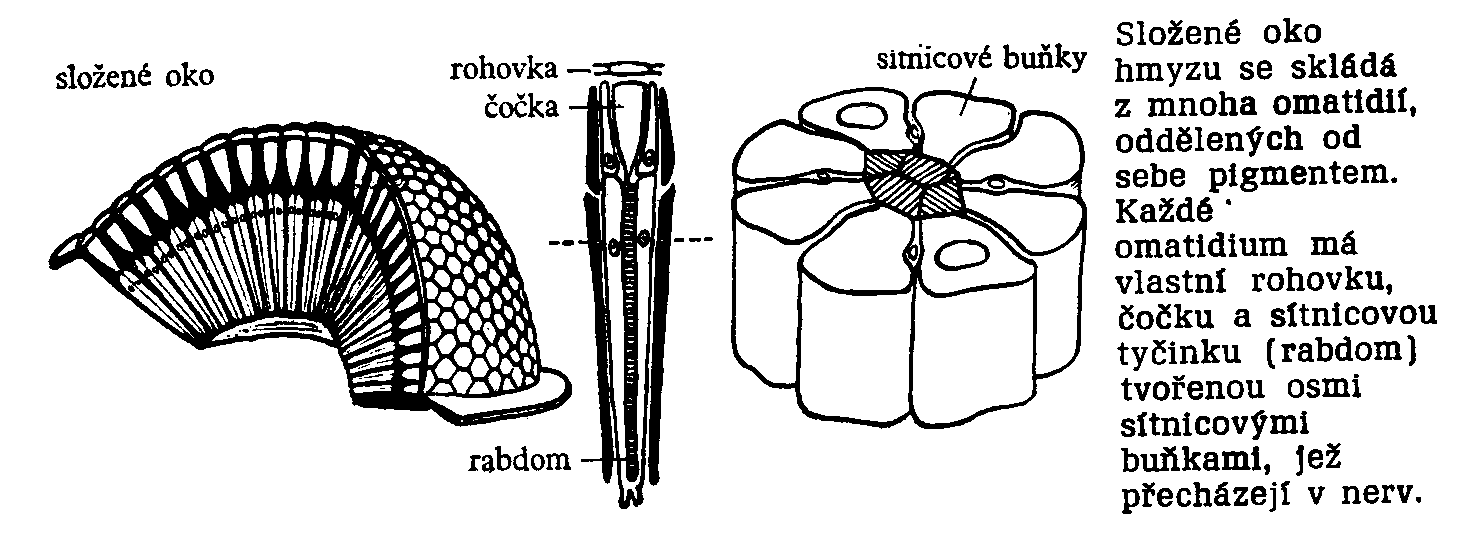 složené oko
rohovka
čočka
rabdom
sítnicové buňky
Složené oko
hmyzu se skládá
z mnoha omatidií,
oddělených od
sebe pigmentem.
Každé
omatidium má
vlastní rohovku,
čočku a sítnicovou
tyčinku (rabdom)
tvořenou osmi
sítnicovými
buňkami, jež
přecházejí v nerv.